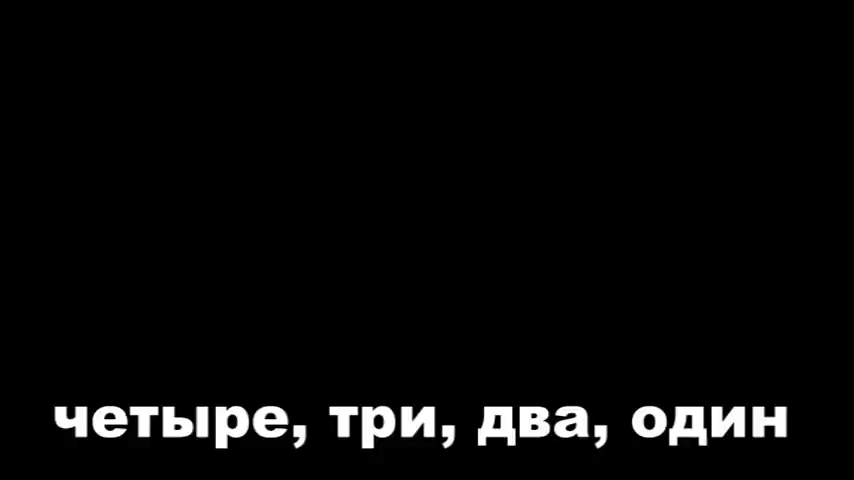 четыре, три, два, один